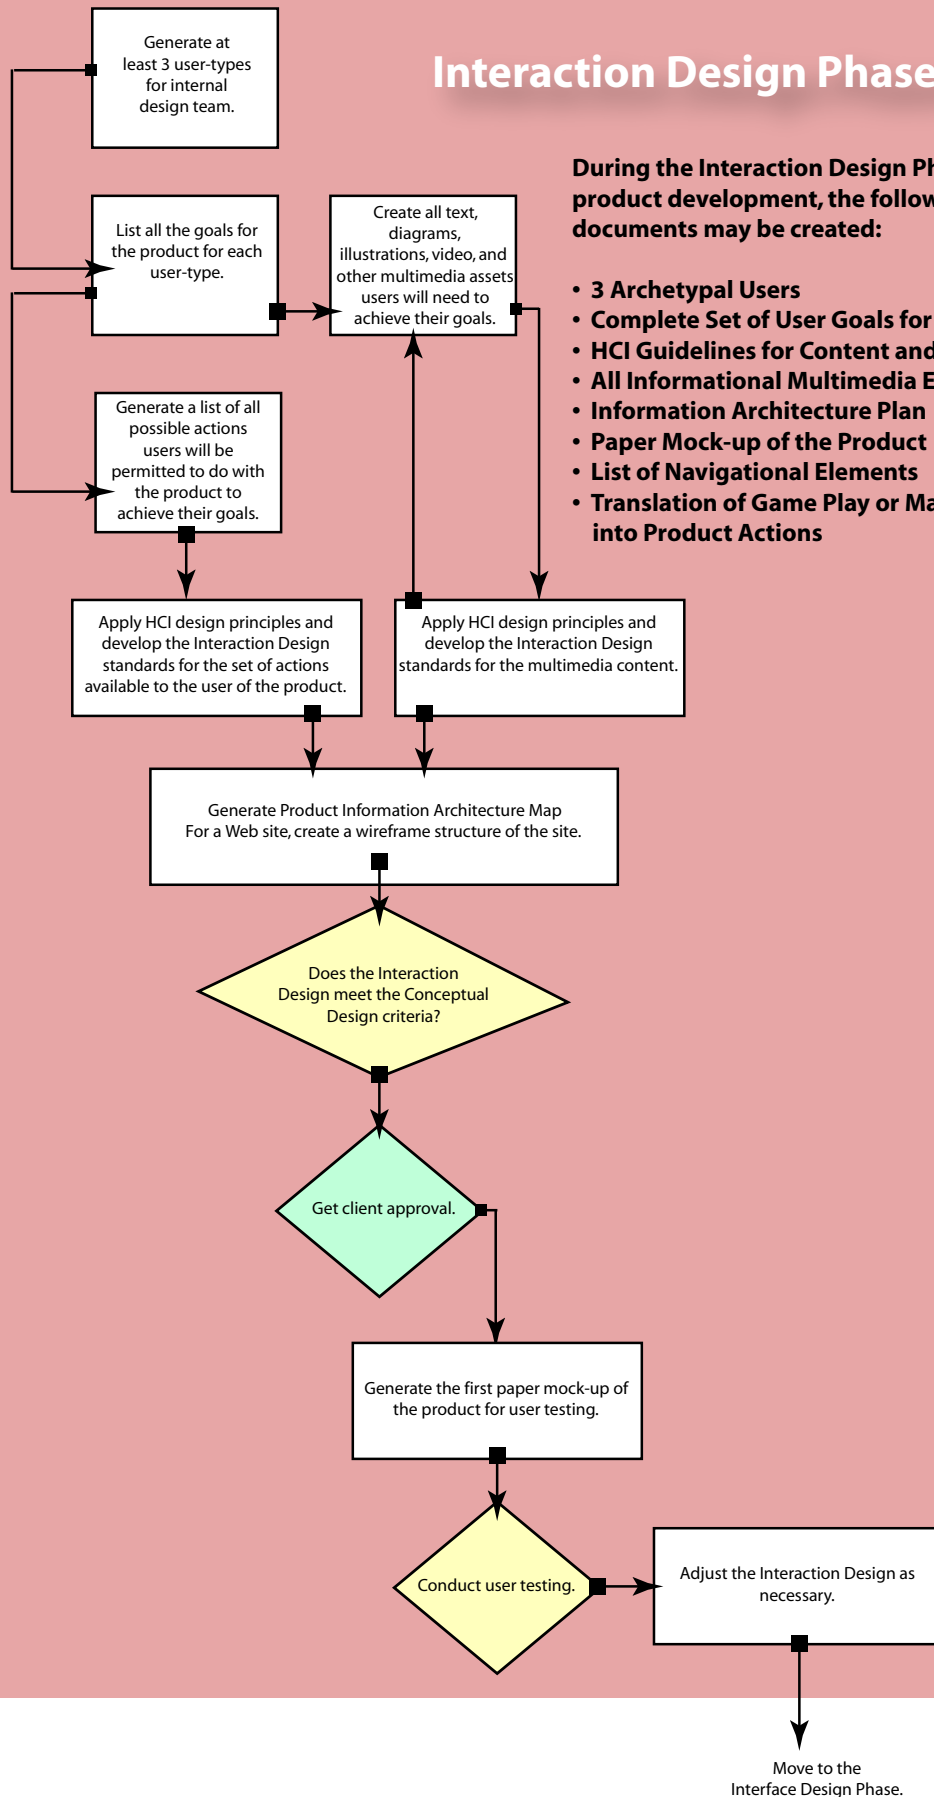 Interaction Design Phase
During the Interaction Design Ph
product development, the follow
documents may be created:
• 3 Archetypal Users
• Complete Set of User Goals for
• HCI Guidelines for Content and
• All Informational Multimedia E
• Information Architecture Plan
• Paper Mock-up of the Product
• List of Navigational Elements
• Translation of Game Play or Ma
into Product Actions
Generate at
least 3 user-types
for internal
design team.
List all the goals for
the product for each
user-type.
Create all text,
diagrams,
illustrations, video, and
other multimedia assets
users will need to
achieve their goals.
Generate a list of all
possible actions
users will be
permitted to do with
the product to
achieve their goals.
Apply HCI design principles and
develop the Interaction Design
standards for the set of actions
available to the user of the product.
Apply HCI design principles and
develop the Interaction Design
standards for the multimedia content.
Generate Product Information Architecture Map
For a Web site, create a wireframe structure of the site.
Does the Interaction
Design meet the Conceptual
Design criteria?
Get client approval.
Generate the first paper mock-up of
the product for user testing.
Conduct user testing.
Adjust the Interaction Design as
necessary.
Move to the
Interface Design Phase.